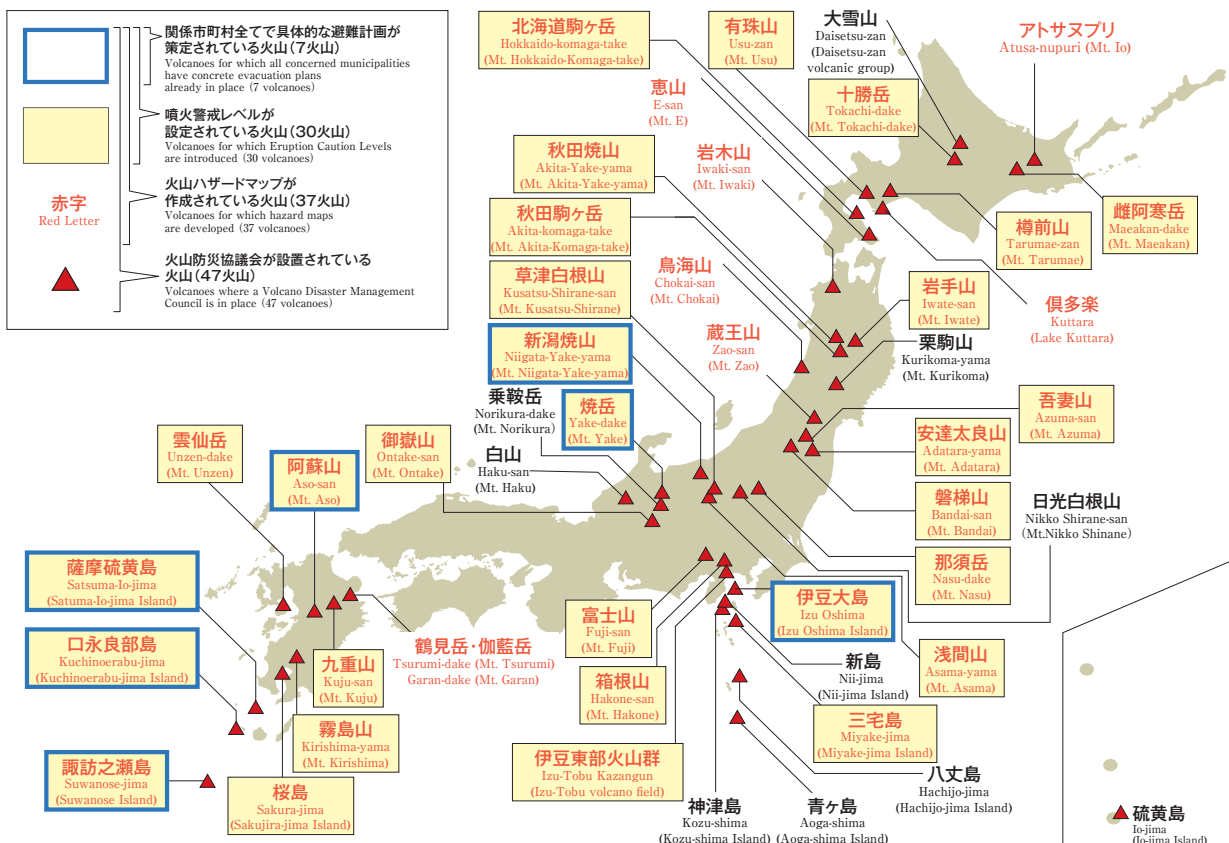 関係市町村全てで具体的な避難計画が
策定されている火山(7火山)
Volcanoes for which all concerned municipalities
have concrete evacuation plans
already in place (7 volcanoes)
噴火警戒レベルが
設定されている火山(30火山)
Volcanoes for which Eruption Caution Levels
are introduced (30 volcanoes)
赤字
Red Letter
火山ハザードマップが
作成されている火山(37火山)
Volcanoes for which hazard maps
are developed (37 volcanoes)
火山防災協議会が設置されている
火山(47火山)
Volcanoes where a Volcano Disaster Management
Council is in place (47 volcanoes)
北海道駒ヶ岳
Hokkaido-komaga-take
(Mt. Hokkaido-Komaga-take)
有珠山
Usu-zan
(Mt. Usu)
大雪山
Daisetsu-zan
(Daisetsu-zan
volcanic group)
アトサヌプリ
Atusa-nupuri (Mt. Io)
恵山
E-san
(Mt. E)
十勝岳
Tokachi-dake
(Mt. Tokachi-dake)
秋田焼山
Akita-Yake-yama
(Mt. Akita-Yake-yama)
岩木山
Iwaki-san
(Mt. Iwaki)
秋田駒ヶ岳
Akita-komaga-take
(Mt. Akita-Komaga-take)
樽前山
Tarumae-zan
(Mt. Tarumae)
雌阿寒岳
Maeakan-dake
(Mt. Maeakan)
草津白根山
Kusatsu-Shirane-san
(Mt. Kusatsu-Shirane)
鳥海山
Chokai-san
(Mt. Chokai)
岩手山
Iwate-san
(Mt. Iwate)
倶多楽
Kuttara
(Lake Kuttara)
新潟焼山
Niigata-Yake-yama
(Mt. Niigata-Yake-yama)
蔵王山
Zao-san
(Mt. Zao)
栗駒山
Kurikoma-yama
(Mt. Kurikoma)
乗鞍岳
Norikura-dake
(Mt. Norikura)
焼岳
Yake-dake
(Mt. Yake)
吾妻山
Azuma-san
(Mt. Azuma)
雲仙岳
Unzen-dake
(Mt. Unzen)
阿蘇山
Aso-san
(Mt. Aso)
御嶽山
Ontake-san
(Mt. Ontake)
白山
Haku-san
(Mt. Haku)
安達太良山
Adatara-yama
(Mt. Adatara)
磐梯山
Bandai-san
(Mt. Bandai)
日光白根山
Nikko Shirane-san
(Mt.Nikko Shinane)
薩摩硫黄島
Satsuma-Io-jima
(Satuma-Io-jima Island)
那須岳
Nasu-dake
(Mt. Nasu)
口永良部島
Kuchinoerabu-jima
(Kuchinoerabu-jima Island)
九重山
Kuju-san
(Mt. Kuju)
鶴見岳・伽藍岳
Tsurumi-dake (Mt. Tsurumi)
Garan-dake (Mt. Garan)
富士山
Fuji-san
(Mt. Fuji)
伊豆大島
Izu Oshima
(Izu Oshima Island)
浅間山
Asama-yama
(Mt. Asama)
新島
Nii-jima
(Nii-jima Island)
箱根山
Hakone-san
(Mt. Hakone)
霧島山
Kirishima-yama
(Mt. Kirishima)
三宅島
Miyake-jima
(Miyake-jima Island)
諏訪之瀬島
Suwanose-jima
(Suwanose Island)
桜島
Sakura-jima
(Sakujira-jima Island)
伊豆東部火山群
Izu-Tobu Kazangun
(Izu-Tobu volcano field)
八丈島
Hachijo-jima
(Hachijo-jima Island)
神津島
Kozu-shima
(Kozu-shima Island)
青ヶ島
Aoga-shima
(Aoga-shima Island)
硫黄島
Io-jima
(Io-jima Island)